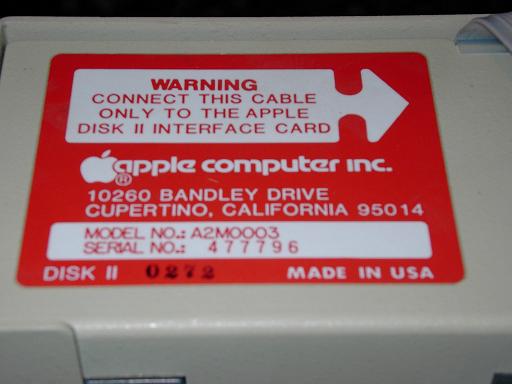 WARNING
CONNECT THIS CABLE
ONLY TO THE APPLE
DISK II INTERFACE CARD
apple computer inc.
®
10260 BANDLEY DRIVE
CUPERTINO, CALIFORNIA 95014
MODEL NO.: A2M0003
SERIAL NO.: 477796
DISK II 0272 MADE IN USA